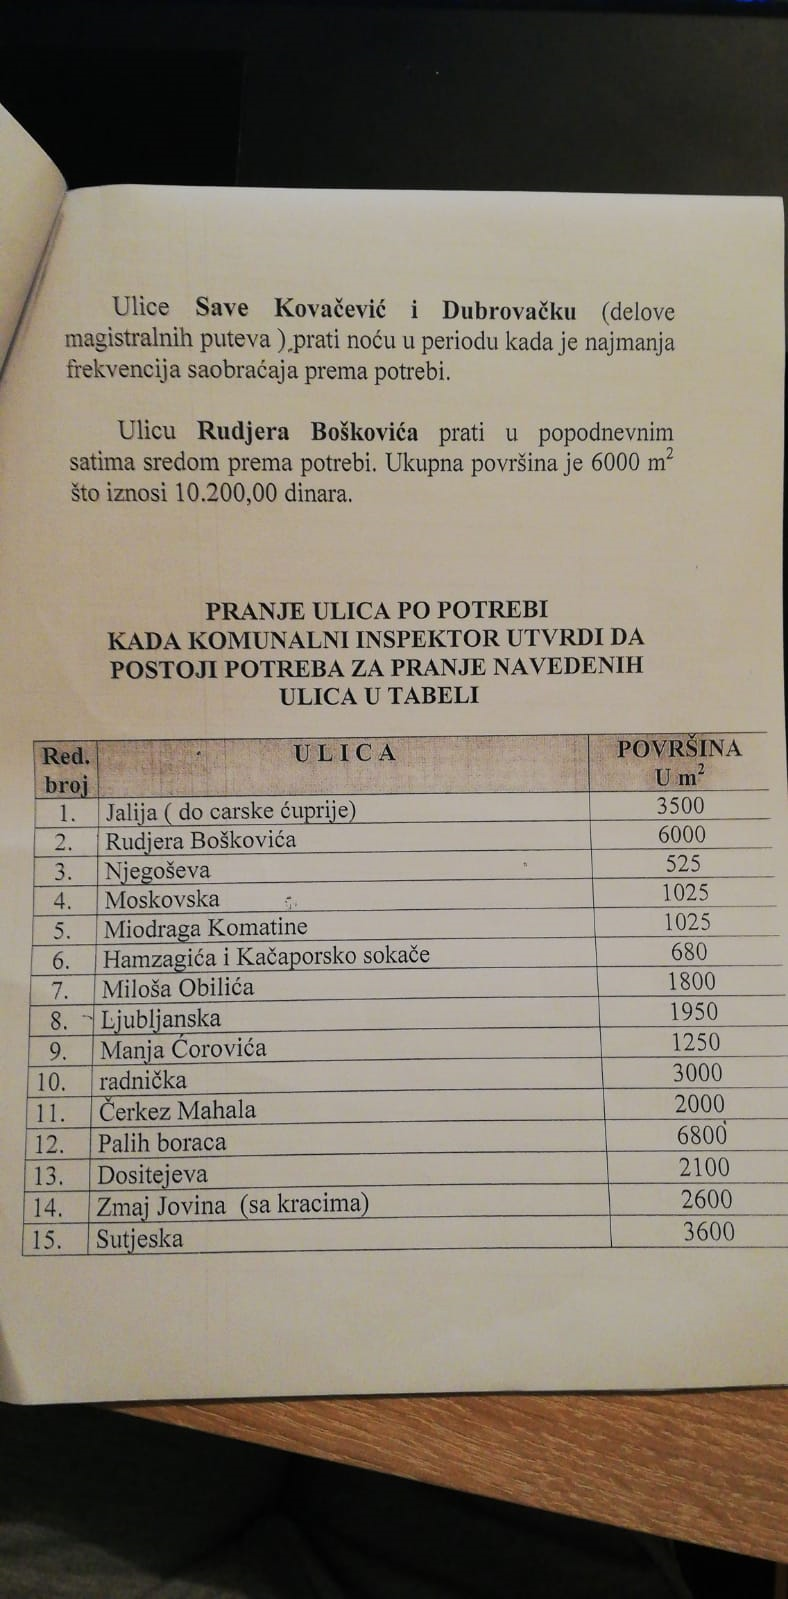 Ulice Save Kovačević i Dubrovačku (delove
magistralnih puteva ) prati noću u periodu kada je najmanja
frekvencija saobraćaja prema potrebi.
Ulicu Rudjera Boškovića prati u popodnevnim
satima sredom prema potrebi. Ukupna površina je 6000 m²
što iznosi 10.200,00 dinara.
PRANJE ULICA PO POTREBI
KADA KOMUNALNI INSPEKTOR UTVRDI DA
POSTOJI POTREBA ZA PRANJE NAVEDENIH
ULICA U TABELI
Red. broj U L I C A POVRŠINA U m²
1. Jalija ( do carske ćuprije) 3500
2. Rudjera Boškovića 6000
3. Njegoševa 525
4. Moskovska 1025
5. Miodraga Komatine 1025
6. Hamzagića i Kačaporsko sokače 680
7. Miloša Obilića 1800
8. Ljubljanska 1950
9. Manja Ćorovića 1250
10. radnička 3000
11. Čerkez Mahala 2000
12. Palih boraca 6800
13. Dositejeva 2100
14. Zmaj Jovina (sa kracima) 2600
15. Sutjeska 3600